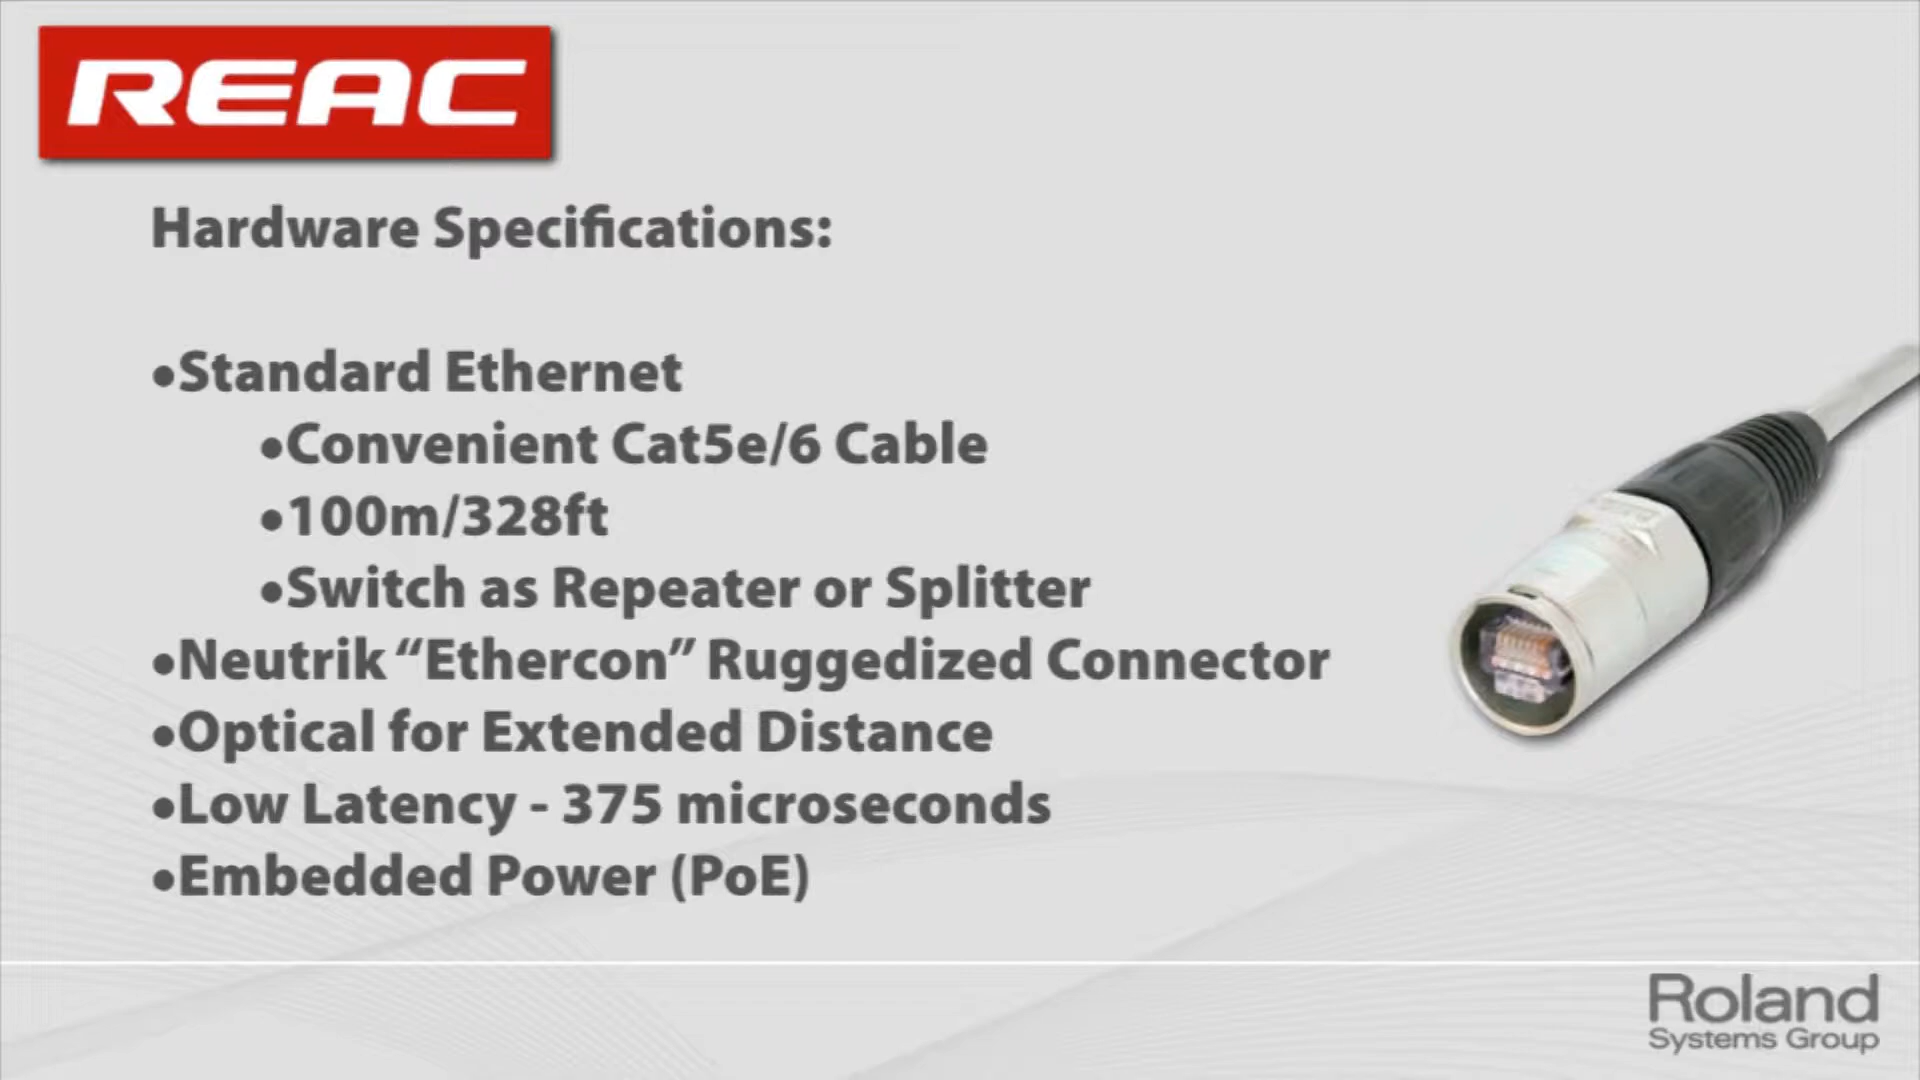 REAC
Hardware Specifications:
•Standard Ethernet
•Convenient Cat5e/6 Cable
•100m/328ft
•Switch as Repeater or Splitter
•Neutrik “Ethercon” Ruggedized Connector
•Optical for Extended Distance
•Low Latency - 375 microseconds
•Embedded Power (PoE)
Roland
Systems Group